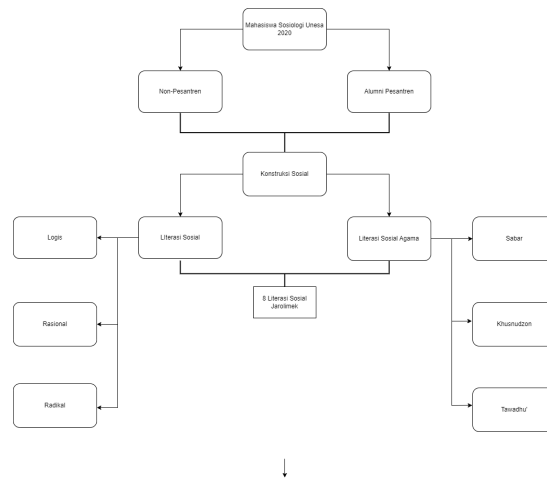 Mahasiswa Sosiologi Unesa
2020
Non-Pesantren
Alumni Pesantren
Konstruksi Sosial
Logis
Literasi Sosial
Literasi Sosial Agama
Sabar
8 Literasi Sosial
Jarolimek
Rasional
Khusnudzon
Radikal
Tawadhu'